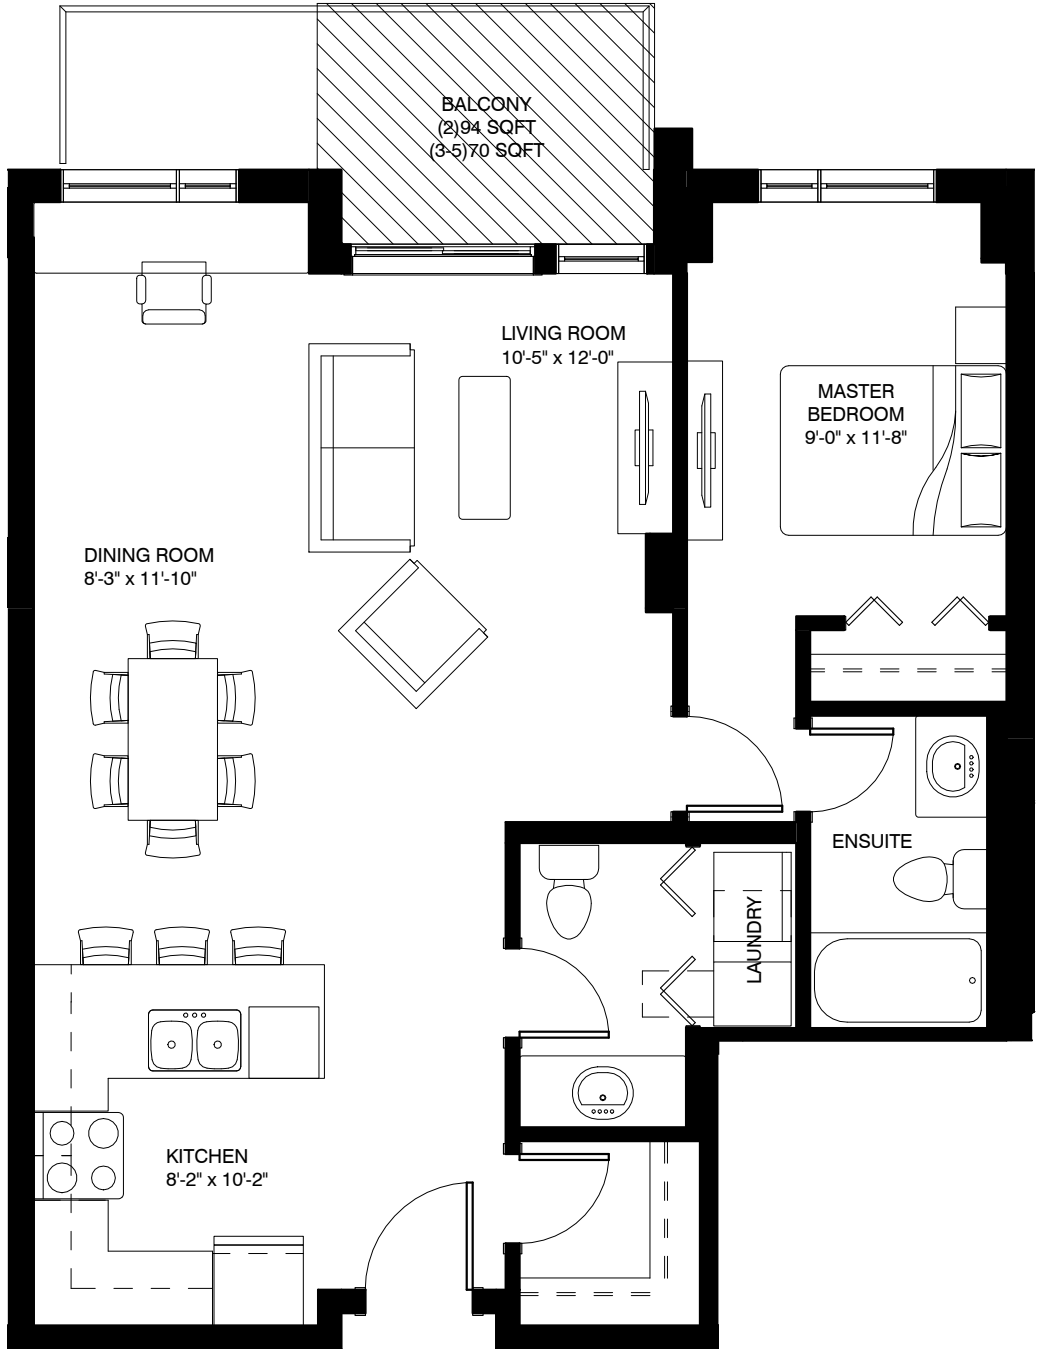 BALCONY
(2)94 SQFT
(3-5)70 SQFT
LIVING ROOM
10'-5" x 12'-0"
MASTER
BEDROOM
9'-0" x 11'-8"
DINING ROOM
8'-3" x 11'-10"
ENSUITE
LAUNDRY
KITCHEN
8'-2" x 10'-2"